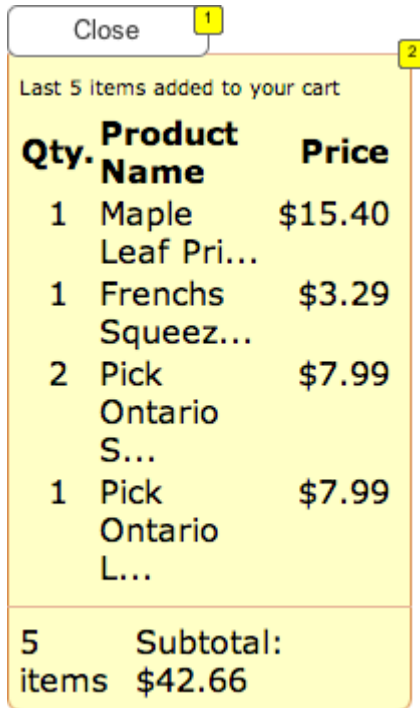 Close
1
2
Last 5 items added to your cart
Qty. Product Name Price
1 Maple $15.40
Leaf Pri...
1 Frenchs $3.29
Squeez...
2 Pick $7.99
Ontario
S...
1 Pick $7.99
Ontario
L...
5 Subtotal:
items $42.66